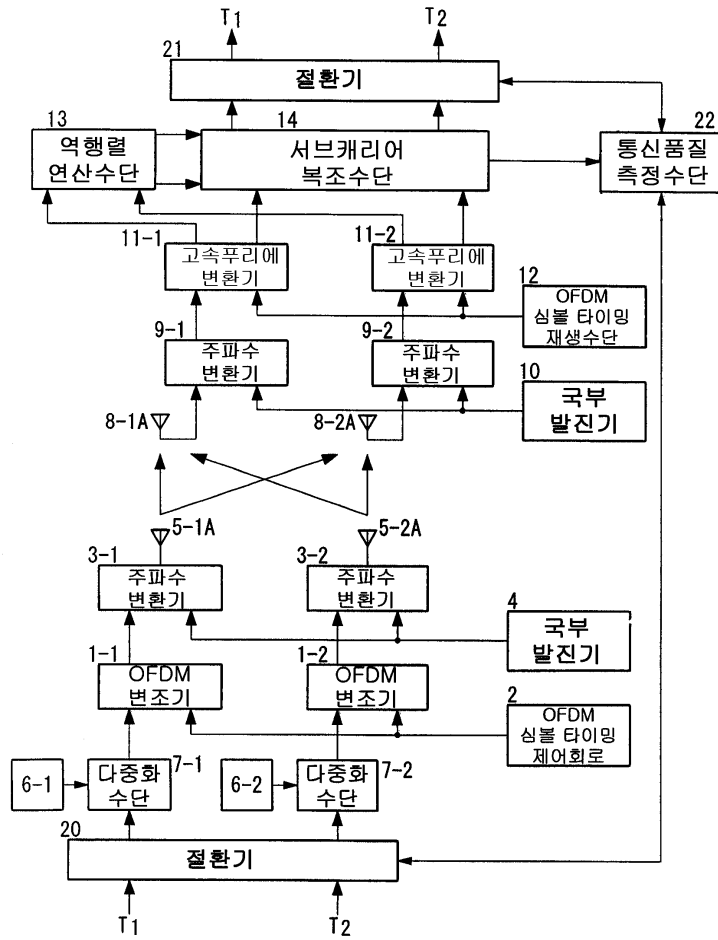 T1
T2
21
절환기
13
역행렬
연산수단
14
서브캐리어
복조수단
22
통신품질
측정수단
11-1
고속푸리에
변환기
11-2
고속푸리에
변환기
12
OFDM
심볼 타이밍
재생수단
9-1
주파수
변환기
9-2
주파수
변환기
10
국부
발진기
8-1A
8-2A
5-1A
5-2A
3-1
주파수
변환기
3-2
주파수
변환기
4
국부
발진기
1-1
OFDM
변조기
1-2
OFDM
변조기
2
OFDM
심볼 타이밍
제어회로
6-1
다중화
수단
7-1
6-2
다중화
수단
7-2
20
절환기
T1
T2